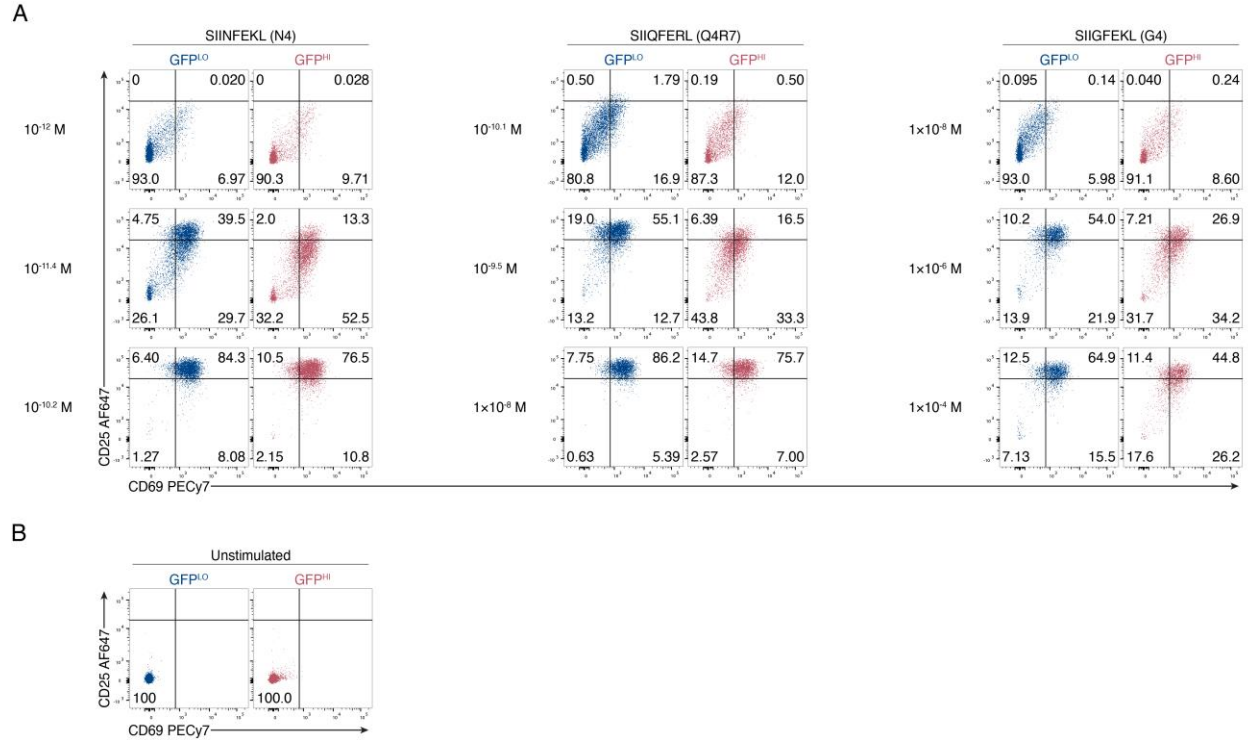 A
SIINFEKL (N4) SIIQFERL (Q4R7) SIIGFEKL (G4)
GFPLO GFPHI GFPLO GFPHI GFPLO GFPHI
0 0.020 0 0.028 0.50 1.79 0.19 0.50 0.095 0.14 0.040 0.24
10-12 M 10-10.1 M 1×10-8 M
93.0 6.97 90.3 9.71 80.8 16.9 87.3 12.0 93.0 5.98 91.1 8.60
4.75 39.5 2.0 13.3 19.0 55.1 6.39 16.5 10.2 54.0 7.21 26.9
10-11.4 M 10-9.5 M 1×10-6 M
26.1 29.7 32.2 52.5 13.2 12.7 43.8 33.3 13.9 21.9 31.7 34.2
6.40 84.3 10.5 76.5 7.75 86.2 14.7 75.7 12.5 64.9 11.4 44.8
10-10.2 M 1×10-8 M 1×10-4 M
1.27 8.08 2.15 10.8 0.63 5.39 2.57 7.00 7.13 15.5 17.6 26.2
CD25 AF647
CD69 PECy7
B
Unstimulated
GFPLO GFPHI
100 100.0
CD25 AF647
CD69 PECy7